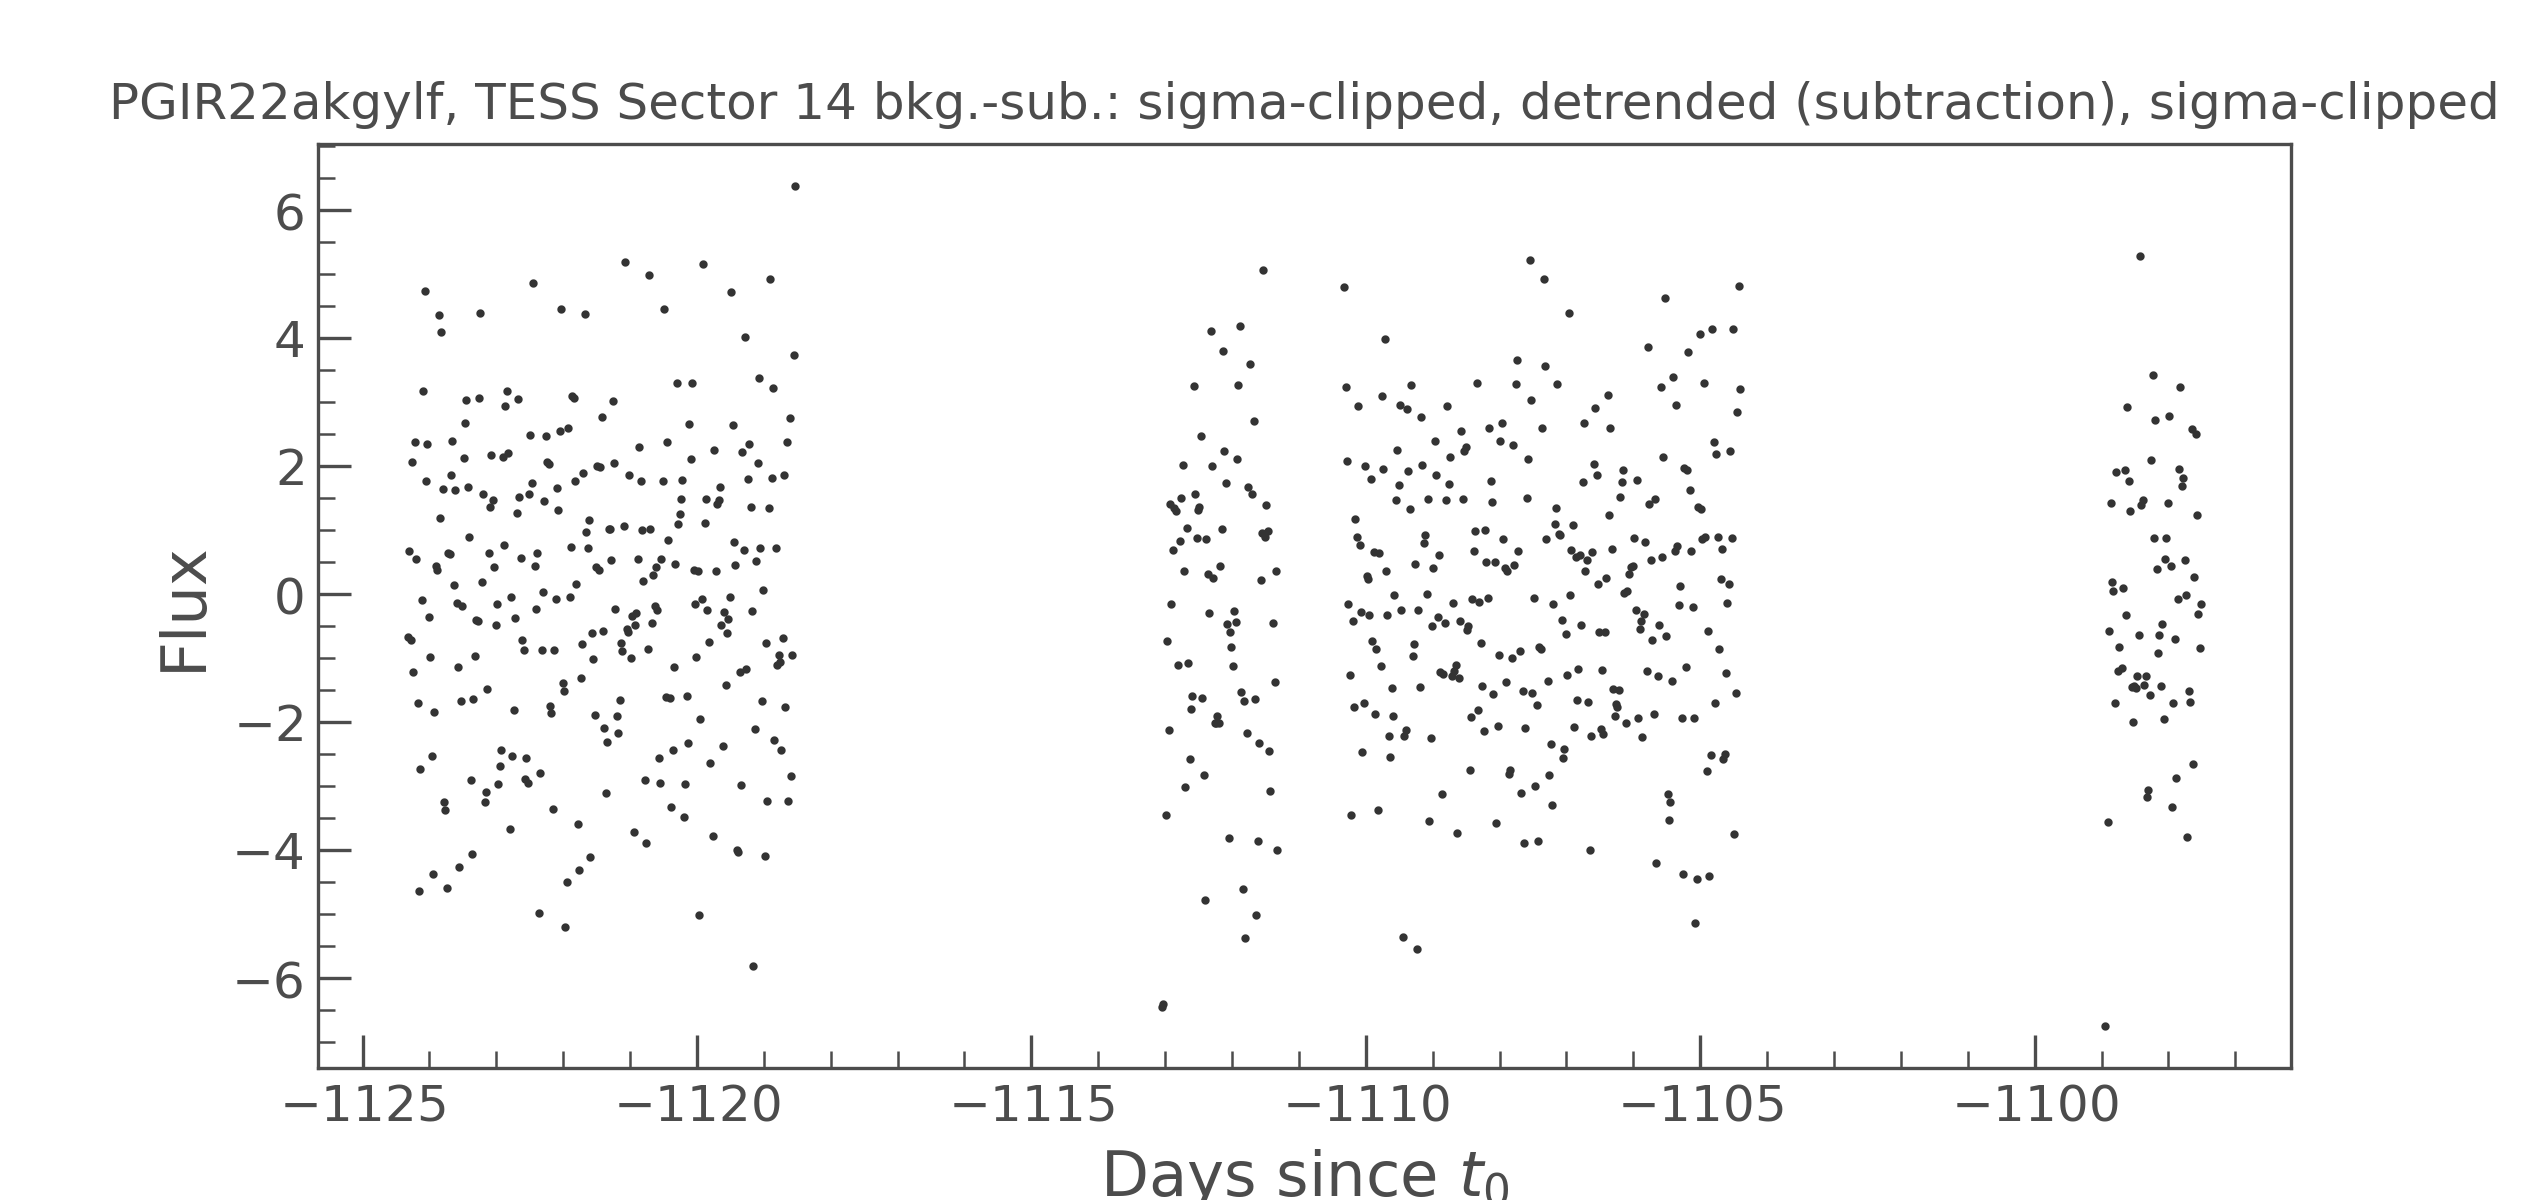 PGIR22akgylf, TESS Sector 14 bkg.-sub.: sigma-clipped, detrended (subtraction), sigma-clipped
6
4
2
0
−2
−4
−6
Flux
−1125 −1120 −1115 −1110 −1105 −1100
Days since t0